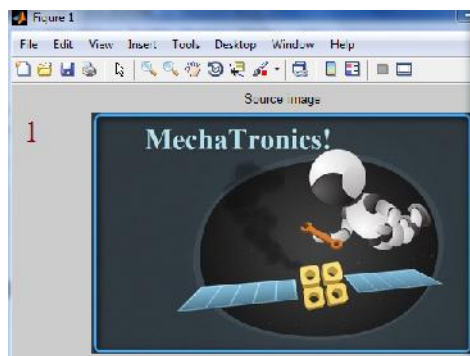 Figure 1
File Edit View Insert Tools Desktop Window Help
Source image
1
MechaTronics!